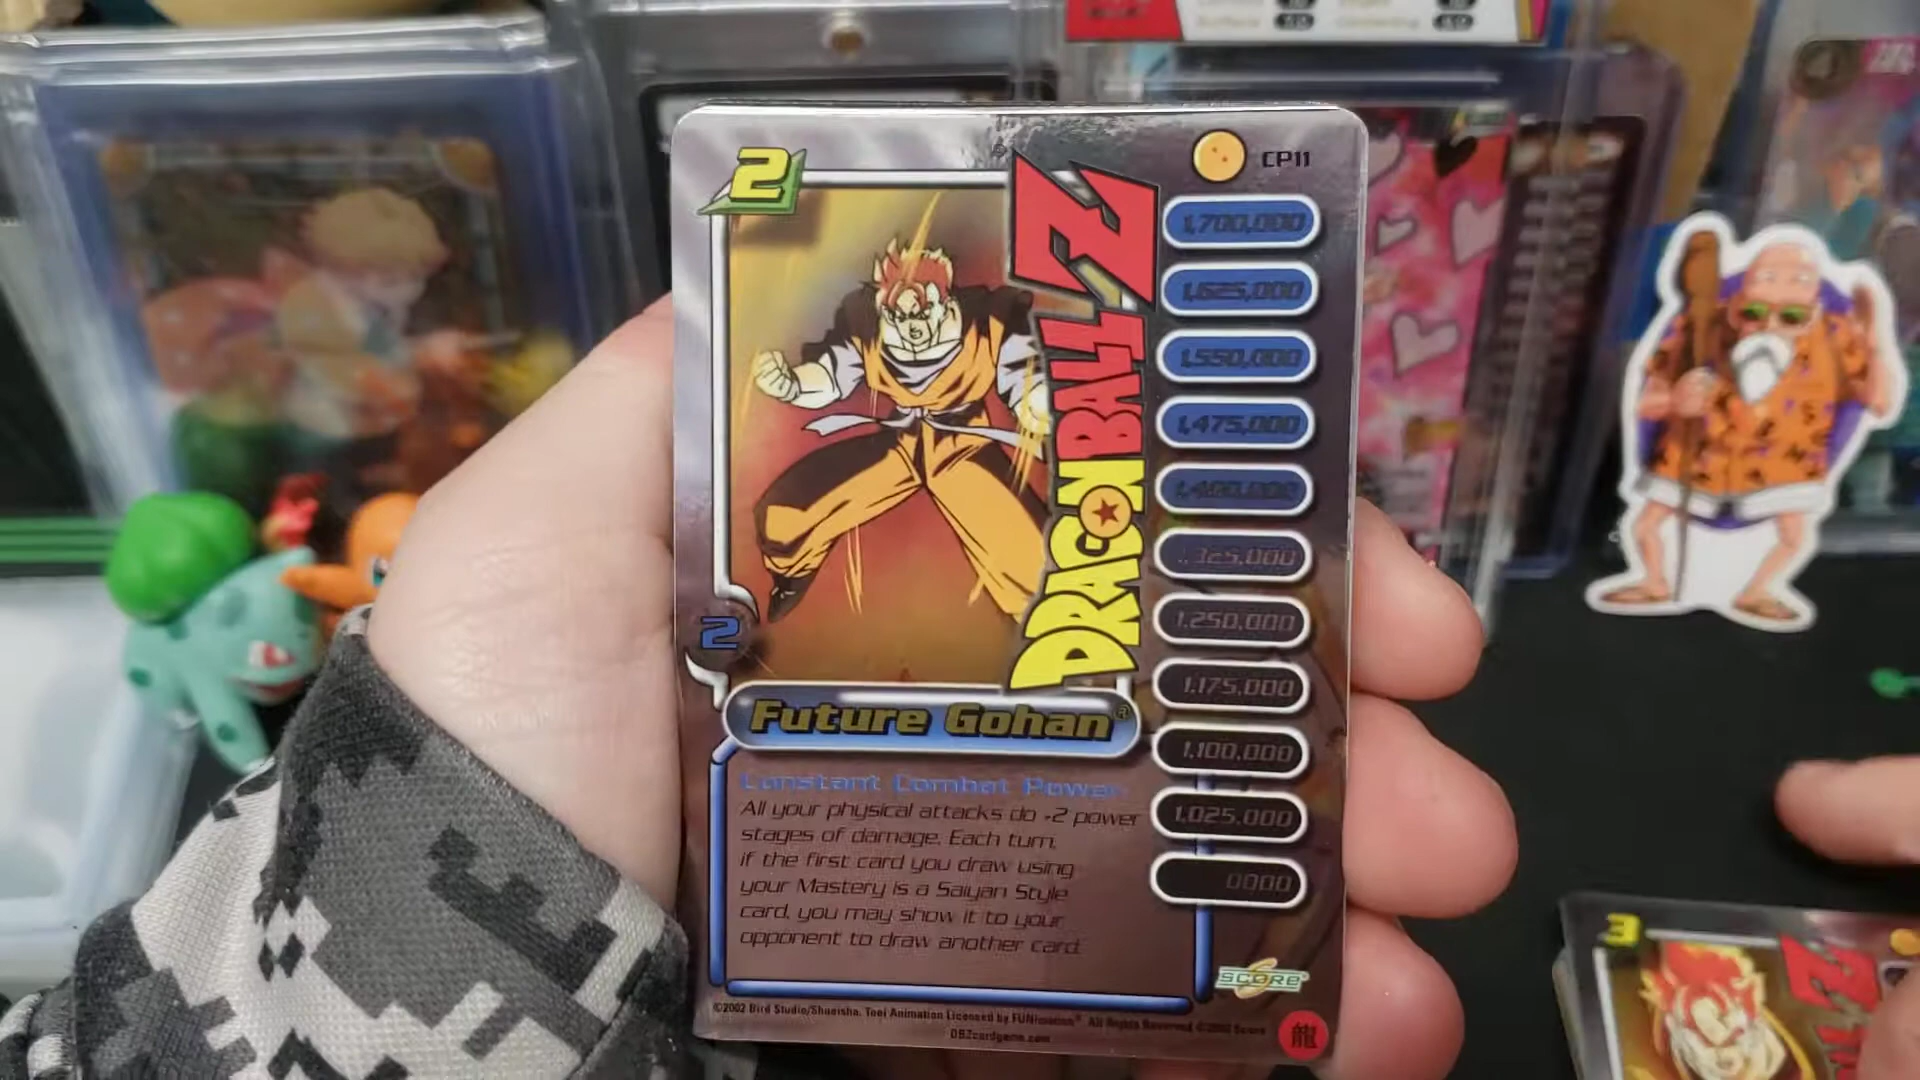 2
CP11
DRAGON BALL Z
1,700,000
1,625,000
1,550,000
1,475,000
1,400,000
325,000
1,250,000
1,175,000
1,100,000
1,025,000
0000
2
Future Gohan®
Constant Combat Power:
All your physical attacks do +2 power
stages of damage. Each turn,
if the first card you draw using
your Mastery is a Saiyan Style
card, you may show it to your
opponent to draw another card.
SCORE®
©2002 Bird Studio/Shueisha, Toei Animation Licensed by FUNimation® All Rights Reserved
DBZcardgame.com
龍
3